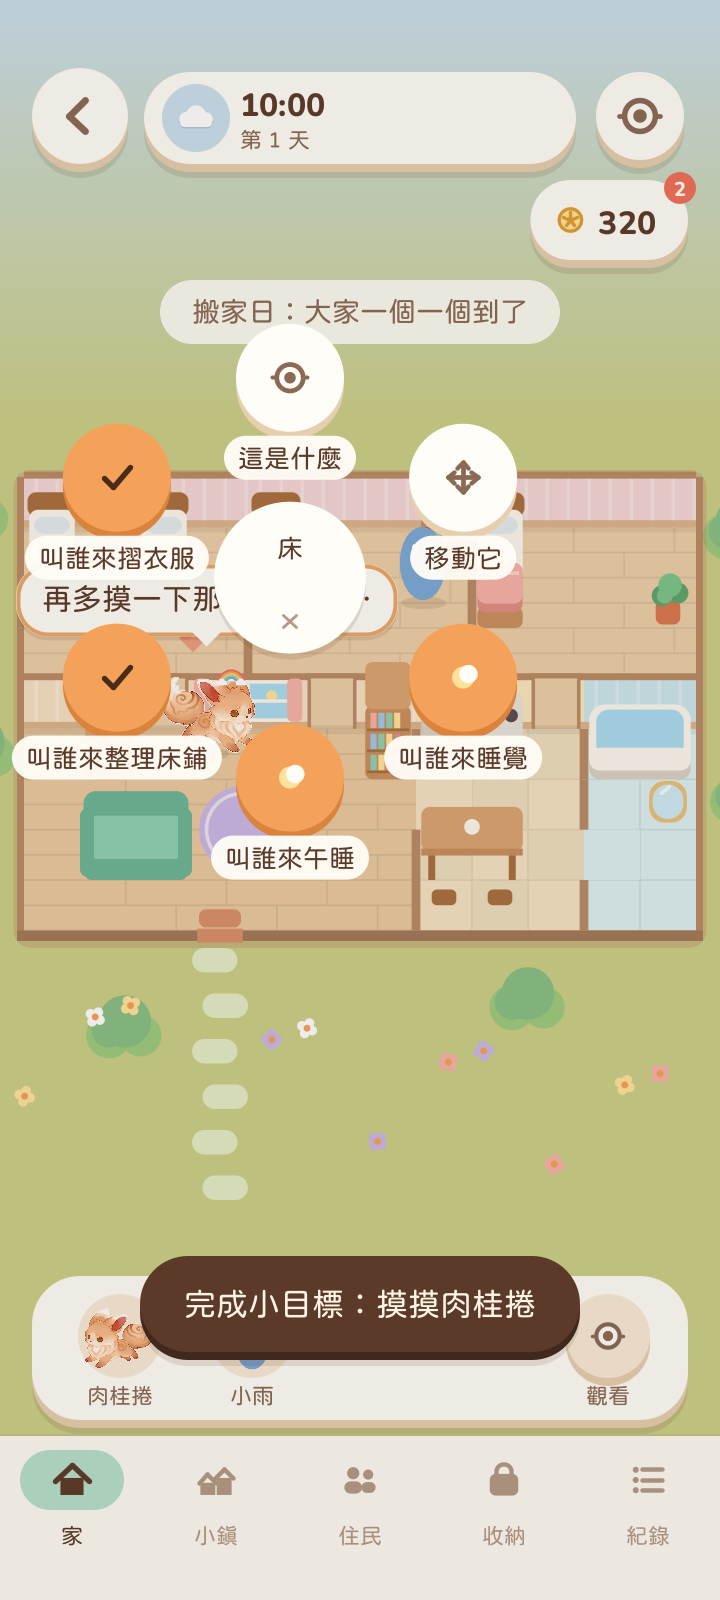 10:00
第 1 天
2
320
搬家日：大家一個一個到了
這是什麼
床
叫誰來摺衣服
移動它
再多摸一下那
叫誰來整理床鋪
叫誰來睡覺
叫誰來午睡
完成小目標：摸摸肉桂捲
肉桂捲
小雨
觀看
家
小鎮
住民
收納
紀錄